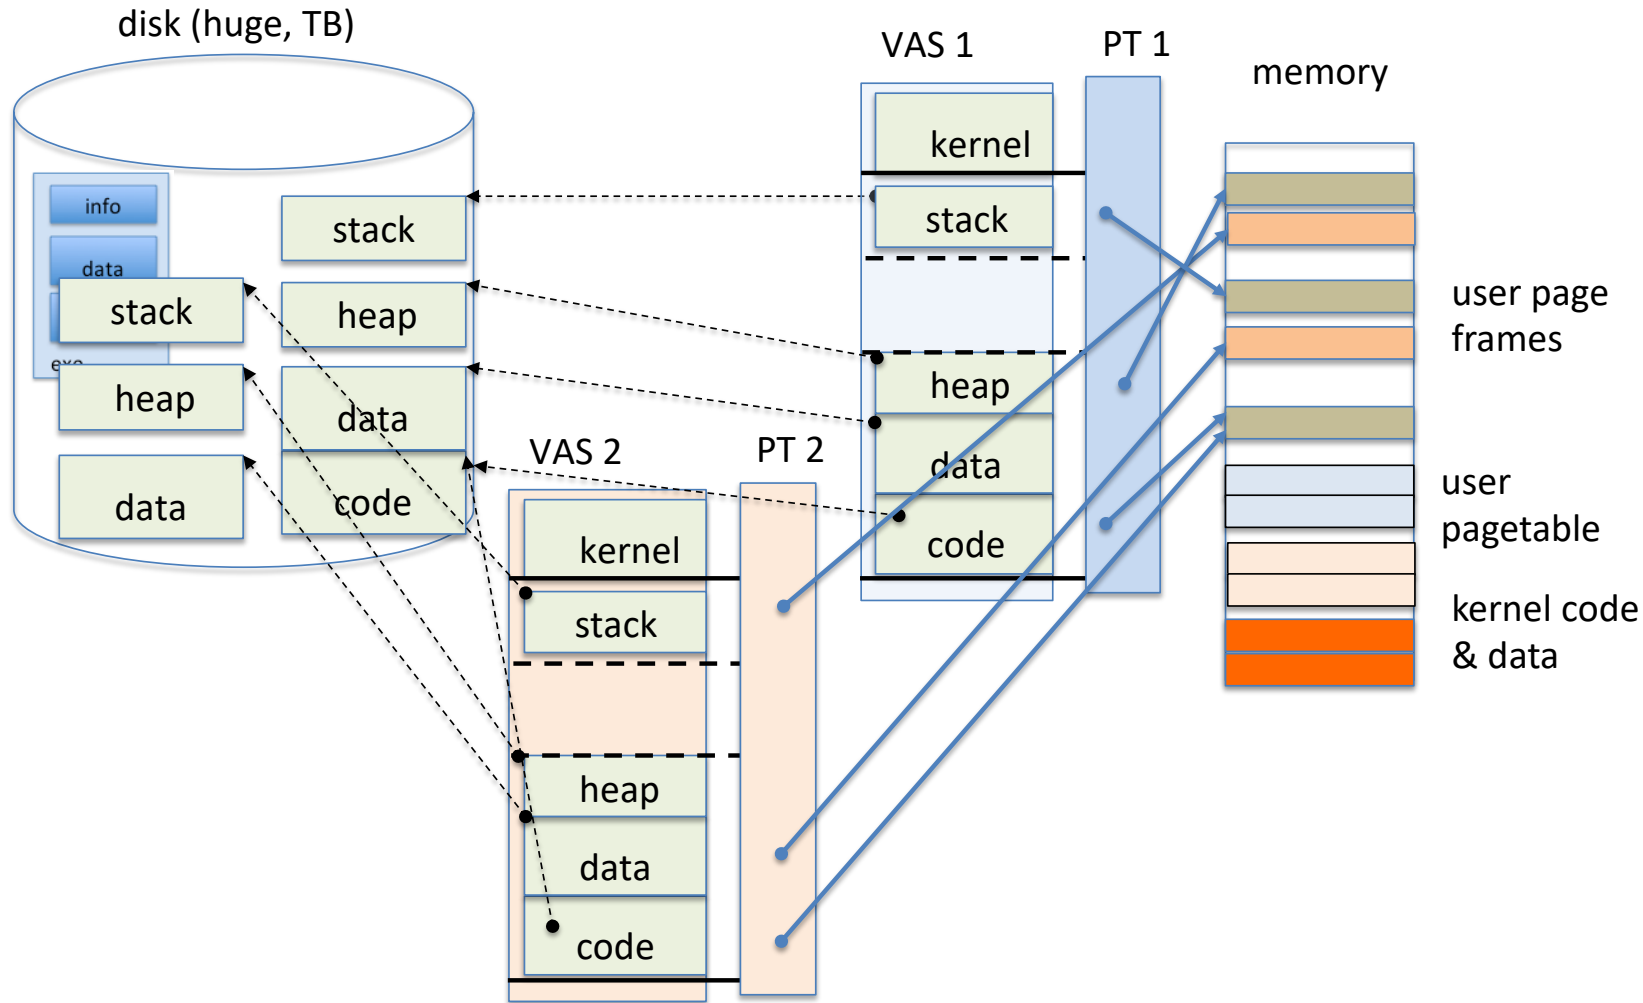 disk (huge, TB)
info
data
stack
heap
data
stack
heap
data
code
VAS 1
PT 1
kernel
stack
heap
data
code
VAS 2
PT 2
kernel
stack
heap
data
code
memory
user page
frames
user
pagetable
kernel code
& data